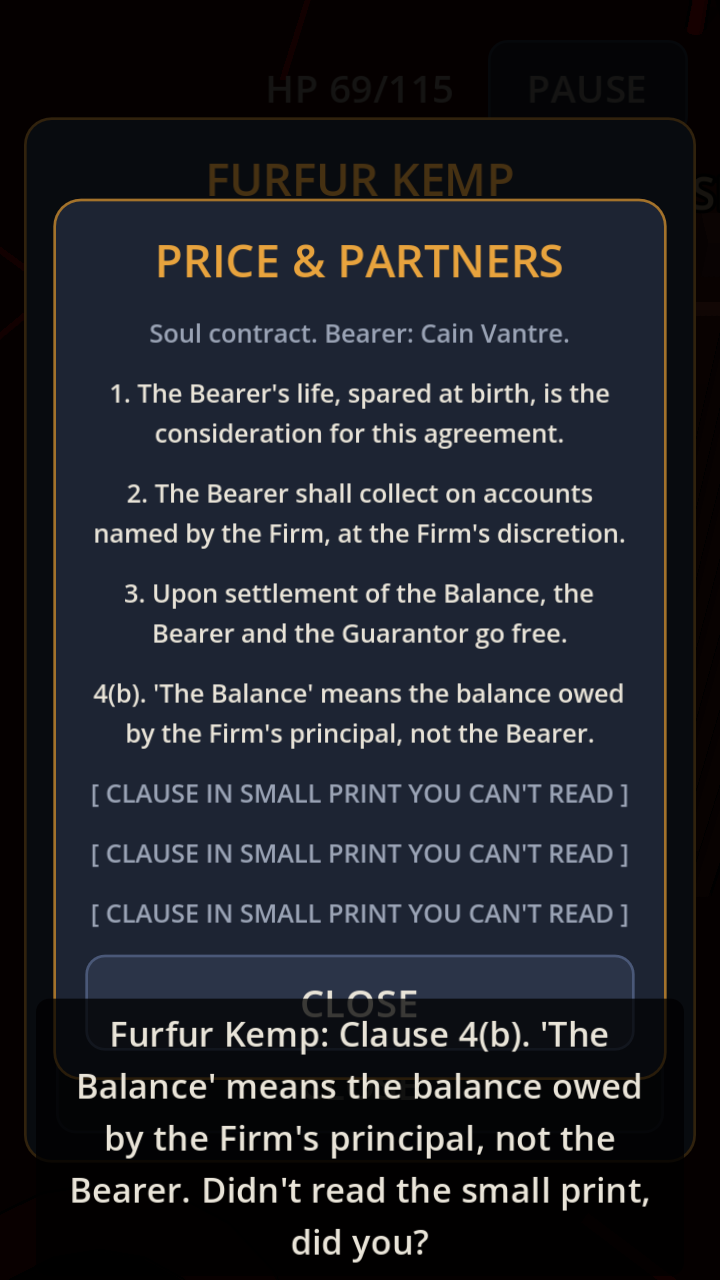 HP 69/115
PAUSE
FURFUR KEMP
S
PRICE & PARTNERS
Soul contract. Bearer: Cain Vantre.
1. The Bearer's life, spared at birth, is the
consideration for this agreement.
2. The Bearer shall collect on accounts
named by the Firm, at the Firm's discretion.
3. Upon settlement of the Balance, the
Bearer and the Guarantor go free.
4(b). 'The Balance' means the balance owed
by the Firm's principal, not the Bearer.
[ CLAUSE IN SMALL PRINT YOU CAN'T READ ]
[ CLAUSE IN SMALL PRINT YOU CAN'T READ ]
[ CLAUSE IN SMALL PRINT YOU CAN'T READ ]
CLOSE
Furfur Kemp: Clause 4(b). 'The
Balance' means the balance owed
by the Firm's principal, not the
Bearer. Didn't read the small print,
did you?